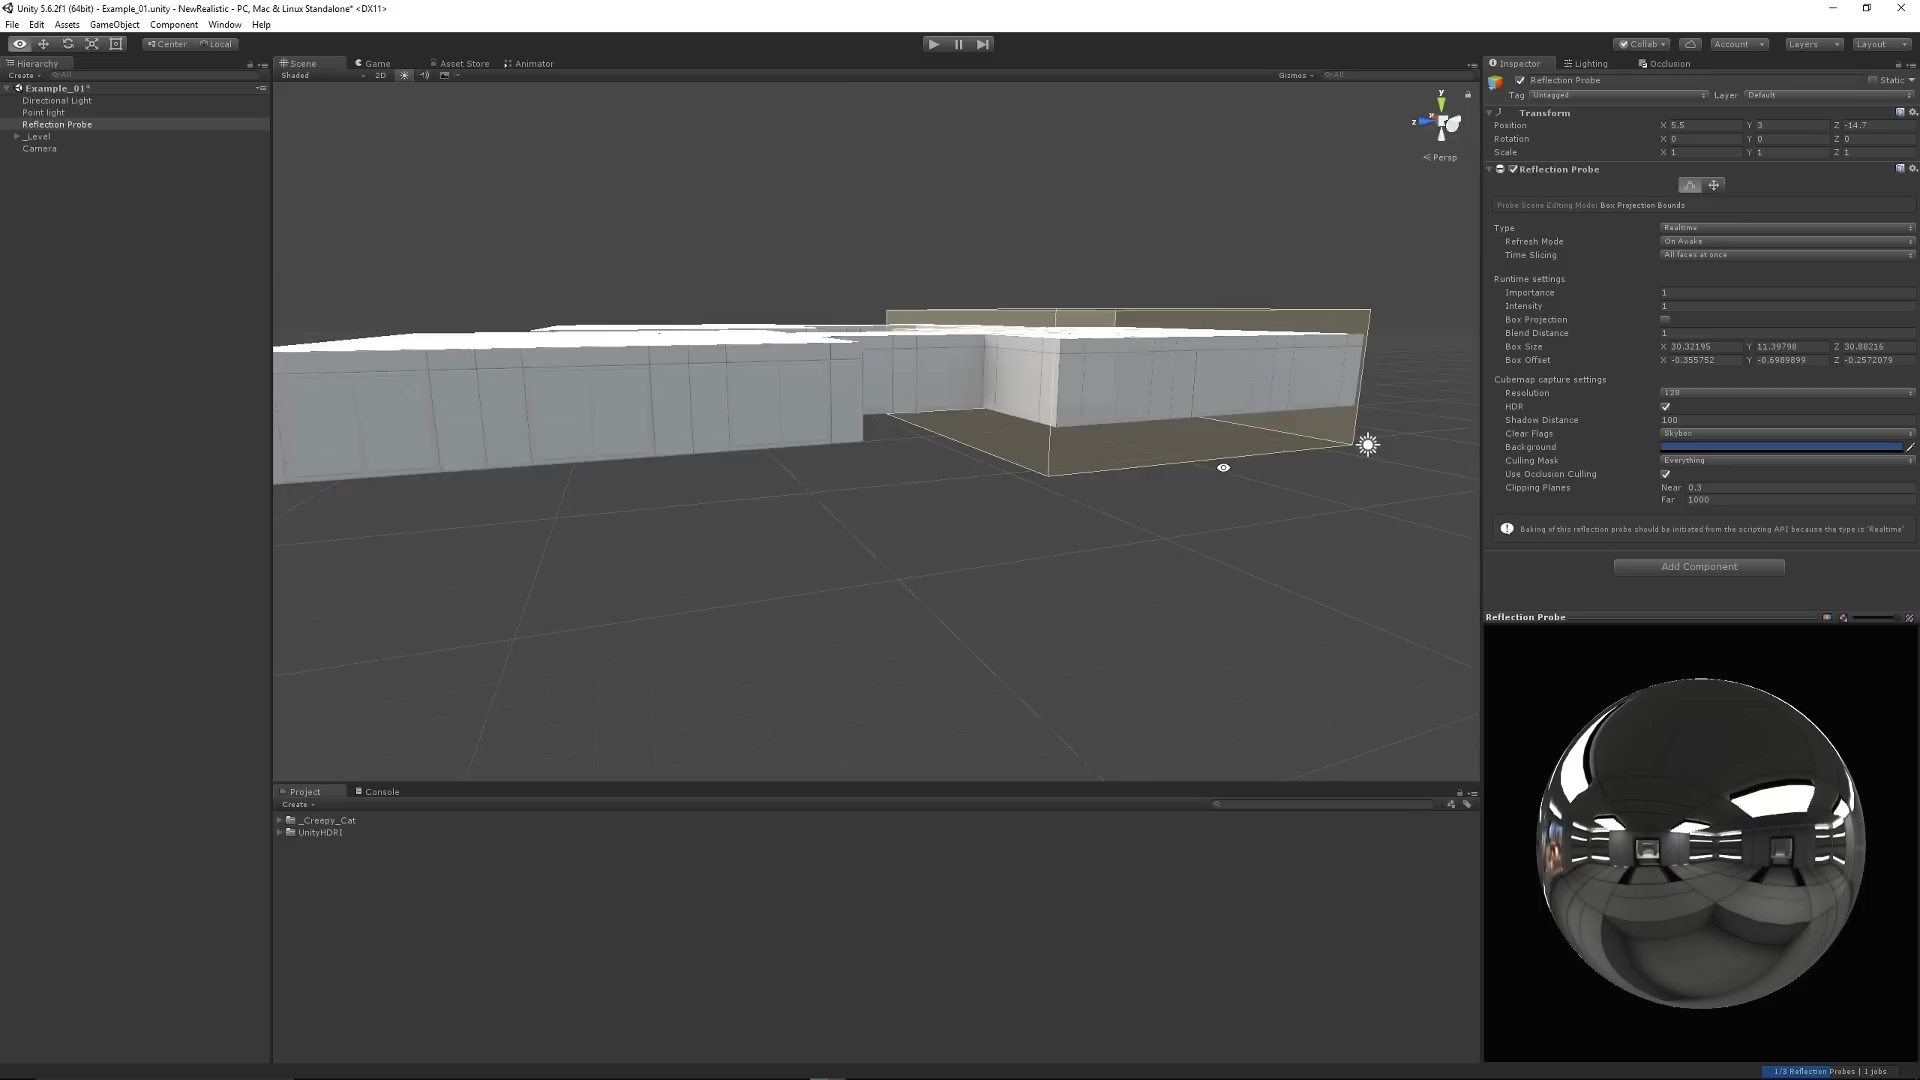 Unity 5.6.2f1 (64bit) - Example_01.unity - NewRealistic - PC, Mac & Linux Standalone* <DX11>
File Edit Assets GameObject Component Window Help
Center Local
Collab Account Layers Layout
Hierarchy
Create All
Example_01*
Directional Light
Point light
Reflection Probe
_Level
Camera
Scene Game Asset Store Animator
Shaded 2D Gizmos All
y
x
z
Persp
Project Console
Create
_Creepy_Cat
UnityHDRI
Inspector Lighting Occlusion
Reflection Probe Static
Tag Untagged Layer Default
Transform
Position X 5.5 Y 3 Z -14.7
Rotation X 0 Y 0 Z 0
Scale X 1 Y 1 Z 1
Reflection Probe
Probe Scene Editing Mode: Box Projection Bounds
Type Realtime
Refresh Mode On Awake
Time Slicing All faces at once
Runtime settings
Importance 1
Intensity 1
Box Projection
Blend Distance 1
Box Size X 30.32195 Y 11.39798 Z 30.88216
Box Offset X -0.355752 Y -0.6989899 Z -0.2572079
Cubemap capture settings
Resolution 128
HDR
Shadow Distance 100
Clear Flags Skybox
Background
Culling Mask Everything
Use Occlusion Culling
Clipping Planes Near 0.3
Far 1000
Baking of this reflection probe should be initiated from the scripting API because the type is 'Realtime'
Add Component
Reflection Probe
1/3 Reflection Probes | 1 jobs